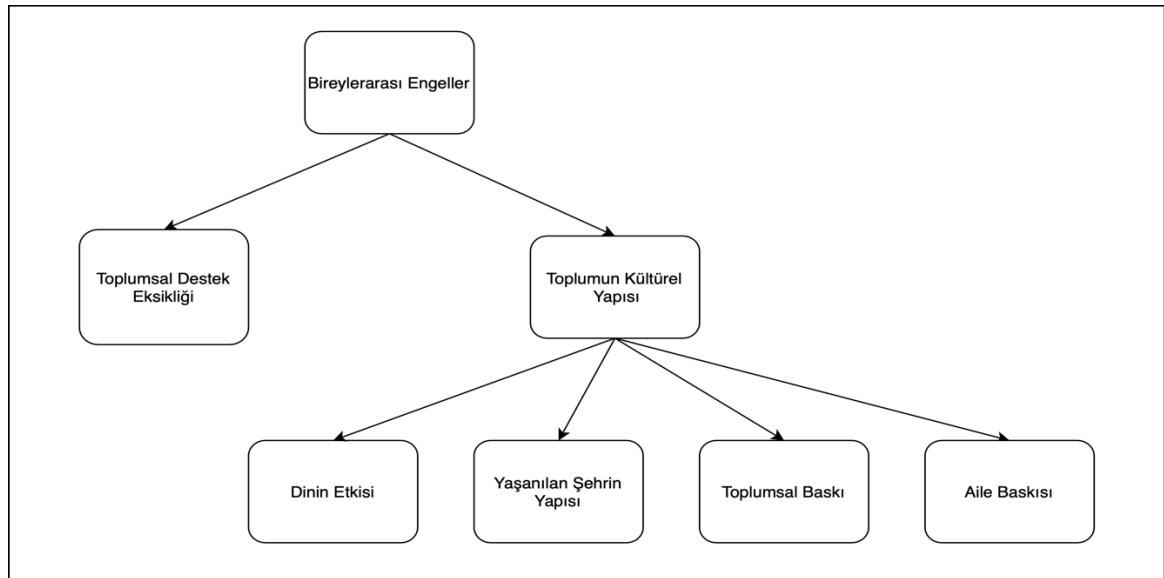 Bireylerarası Engeller
Toplumsal Destek
Eksikliği
Toplumun Kültürel
Yapısı
Dinin Etkisi
Yaşanılan Şehrin
Yapısı
Toplumsal Baskı
Aile Baskısı